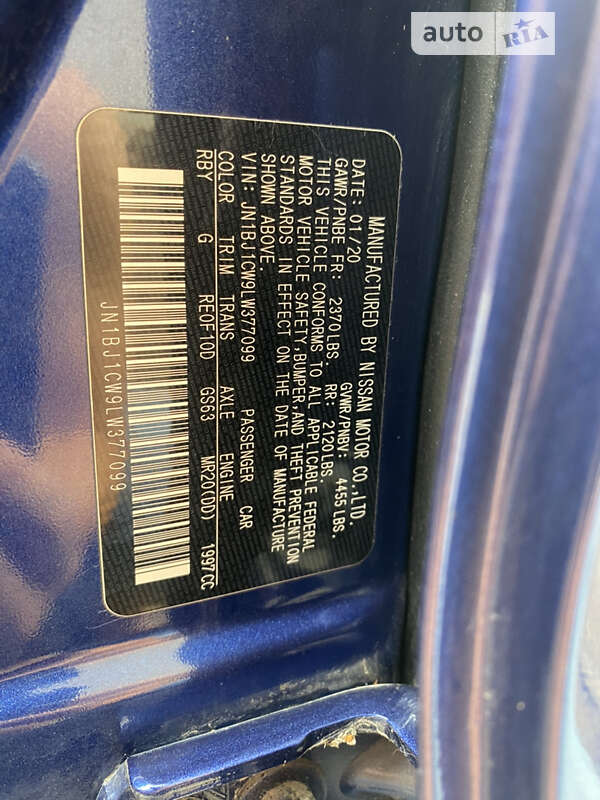 auto RIA
MANUFACTURED BY NISSAN MOTOR CO.,LTD.
DATE: 01/20 GVWR/PNBV: 4455 LBS.
GAWR/PNBE FR: 2370LBS. RR: 2120LBS.
THIS VEHICLE CONFORMS TO ALL APPLICABLE FEDERAL
MOTOR VEHICLE SAFETY, BUMPER, AND THEFT PREVENTION
STANDARDS IN EFFECT ON THE DATE OF MANUFACTURE
SHOWN ABOVE.
VIN: JN1BJ1CW9LW377099 PASSENGER CAR
COLOR TRIM TRANS AXLE ENGINE
RBY G REOF10D GS63 MR20(DD) 1997CC
JN1BJ1CW9LW377099